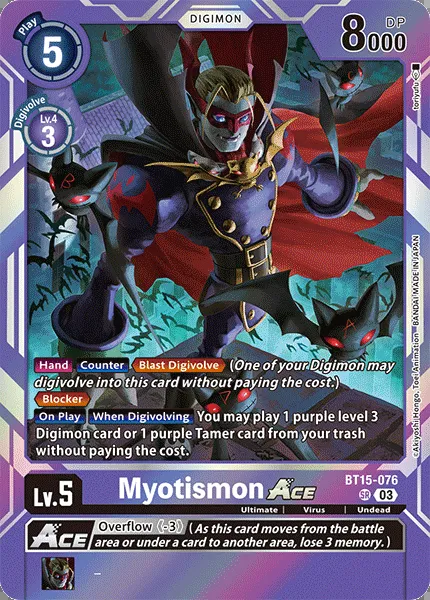 DIGIMON
Play
5
DP
8000
Digivolve
Lv.4
3
foriyufu
Hand Counter Blast Digivolve (One of your Digimon may
digivolve into this card without paying the cost.)
Blocker
On Play When Digivolving You may play 1 purple level 3
Digimon card or 1 purple Tamer card from your trash
without paying the cost.
©Akiyoshi Hongo, Toei Animation BANDAI MADE IN JAPAN
Lv.5
Myotismon ACE
BT15-076
SR 03
Ultimate Virus Undead
ACE Overflow《-3》(As this card moves from the battle
area or under a card to another area, lose 3 memory.)
-